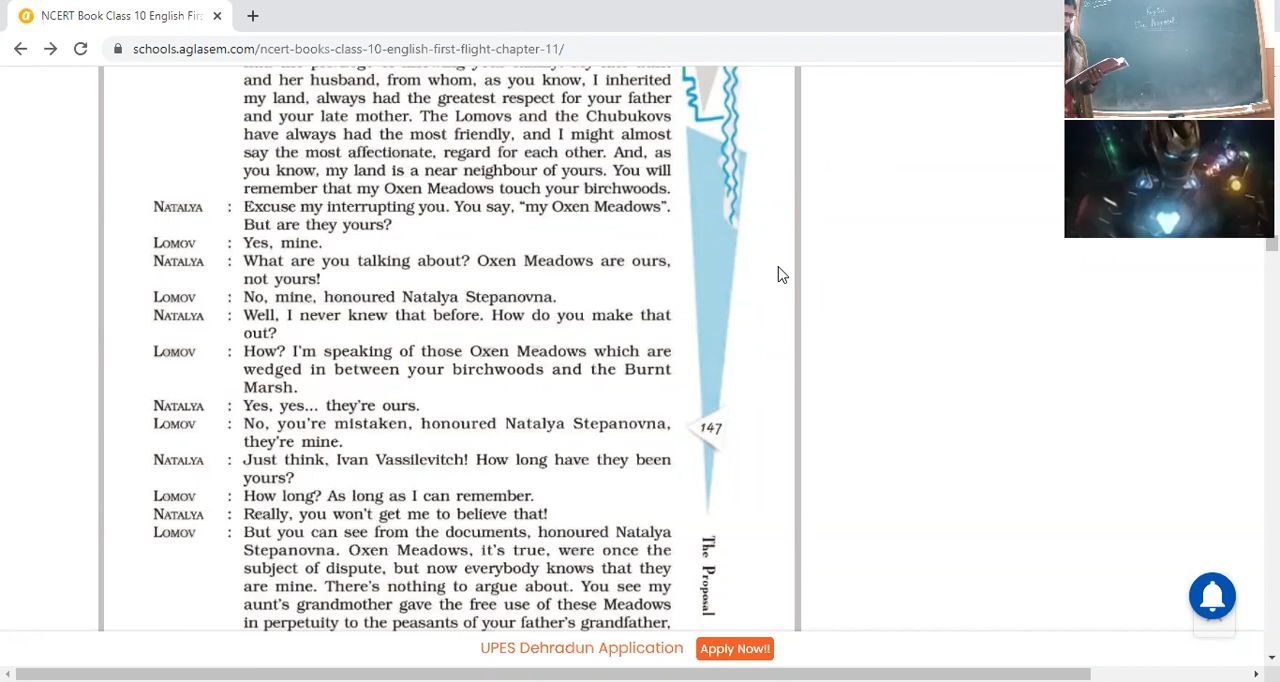 NCERT Book Class 10 English Firs
schools.aglasem.com/ncert-books-class-10-english-first-flight-chapter-11/
English
The Proposal
and her husband, from whom, as you know, I inherited
my land, always had the greatest respect for your father
and your late mother. The Lomovs and the Chubukovs
have always had the most friendly, and I might almost
say the most affectionate, regard for each other. And, as
you know, my land is a near neighbour of yours. You will
remember that my Oxen Meadows touch your birchwoods.
NATALYA : Excuse my interrupting you. You say, “my Oxen Meadows”.
But are they yours?
LOMOV : Yes, mine.
NATALYA : What are you talking about? Oxen Meadows are ours,
not yours!
LOMOV : No, mine, honoured Natalya Stepanovna.
NATALYA : Well, I never knew that before. How do you make that
out?
LOMOV : How? I'm speaking of those Oxen Meadows which are
wedged in between your birchwoods and the Burnt
Marsh.
NATALYA : Yes, yes... they're ours.
LOMOV : No, you're mistaken, honoured Natalya Stepanovna,
they're mine.
NATALYA : Just think, Ivan Vassilevitch! How long have they been
yours?
LOMOV : How long? As long as I can remember.
NATALYA : Really, you won't get me to believe that!
LOMOV : But you can see from the documents, honoured Natalya
Stepanovna. Oxen Meadows, it's true, were once the
subject of dispute, but now everybody knows that they
are mine. There's nothing to argue about. You see my
aunt's grandmother gave the free use of these Meadows
in perpetuity to the peasants of your father's grandfather,
147
The Proposal
UPES Dehradun Application
Apply Now!!